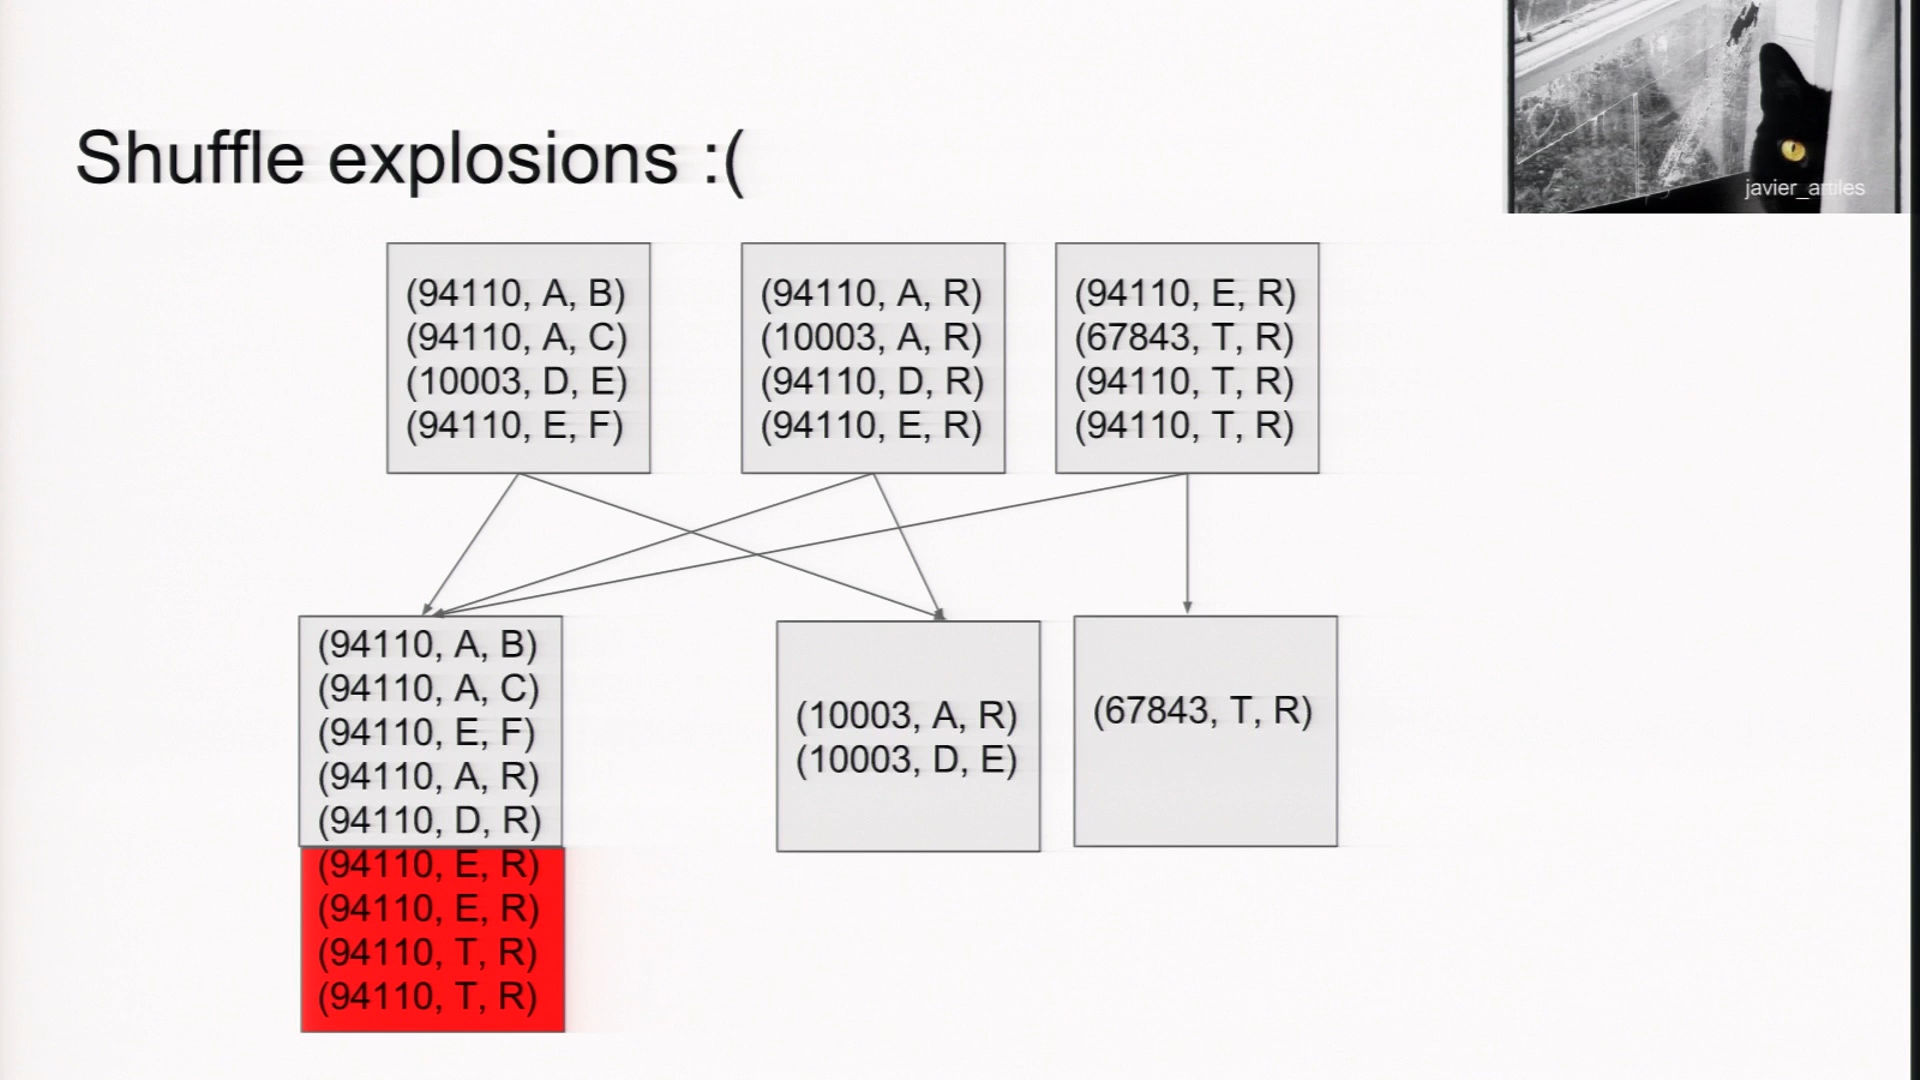 Shuffle explosions :(
javier_artiles
(94110, A, B)
(94110, A, C)
(10003, D, E)
(94110, E, F)
(94110, A, R)
(10003, A, R)
(94110, D, R)
(94110, E, R)
(94110, E, R)
(67843, T, R)
(94110, T, R)
(94110, T, R)
(94110, A, B)
(94110, A, C)
(94110, E, F)
(94110, A, R)
(94110, D, R)
(94110, E, R)
(94110, E, R)
(94110, T, R)
(94110, T, R)
(10003, A, R)
(10003, D, E)
(67843, T, R)